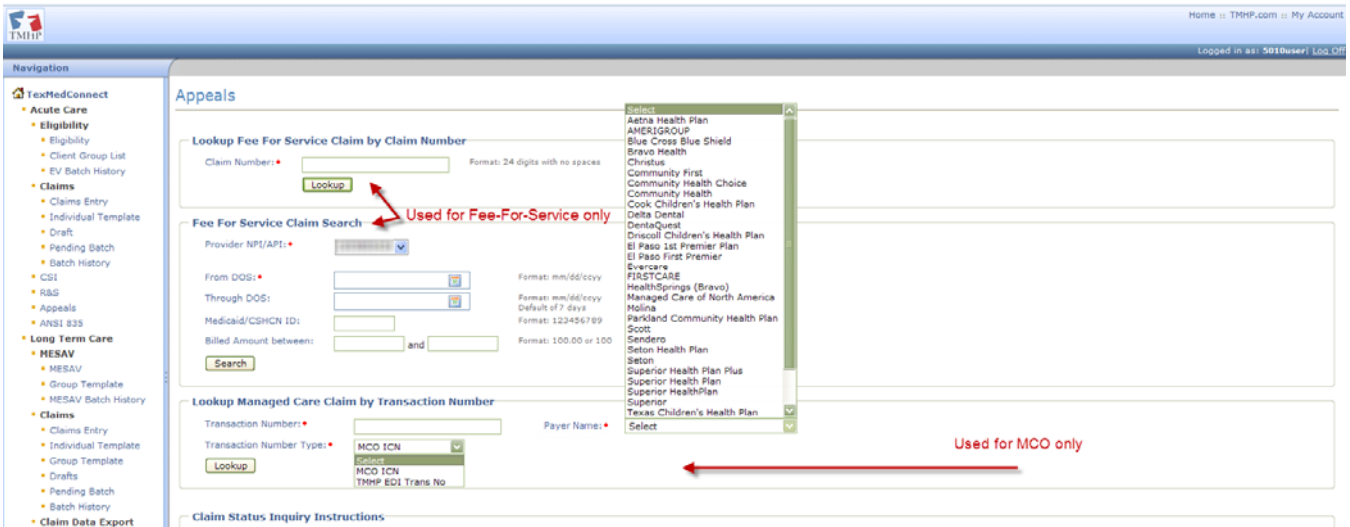 Home :: TMHP.com :: My Account
TMHP
Logged in as: 5010user| Log Off
Navigation
TexMedConnect
Acute Care
Eligibility
Eligibility
Client Group List
EV Batch History
Claims
Claims Entry
Individual Template
Draft
Pending Batch
Batch History
CSI
R&S
Appeals
ANSI 835
Long Term Care
MESAV
MESAV
Group Template
MESAV Batch History
Claims
Claims Entry
Individual Template
Group Template
Drafts
Pending Batch
Batch History
Claim Data Export
Appeals
Lookup Fee For Service Claim by Claim Number
Claim Number:
Format: 24 digits with no spaces
Lookup
Used for Fee-For-Service only
Fee For Service Claim Search
Provider NPI/API:
From DOS:
Format: mm/dd/ccyy
Through DOS:
Format: mm/dd/ccyy
Default of 7 days
Medicaid/CSHCN ID:
Format: 123456789
Billed Amount between:
and
Format: 100.00 or 100
Search
Lookup Managed Care Claim by Transaction Number
Transaction Number:
Payer Name:
Select
Transaction Number Type:
MCO ICN
Select
MCO ICN
TMHP EDI Trans No
Lookup
Used for MCO only
Claim Status Inquiry Instructions
Select
Aetna Health Plan
AMERIGROUP
Blue Cross Blue Shield
Bravo Health
Christus
Community First
Community Health Choice
Community Health
Cook Children's Health Plan
Delta Dental
DentaQuest
Driscoll Children's Health Plan
El Paso 1st Premier Plan
El Paso First Premier
Evercare
FIRSTCARE
HealthSprings (Bravo)
Managed Care of North America
Molina
Parkland Community Health Plan
Scott
Sendero
Seton Health Plan
Seton
Superior Health Plan Plus
Superior Health Plan
Superior HealthPlan
Superior
Texas Children's Health Plan